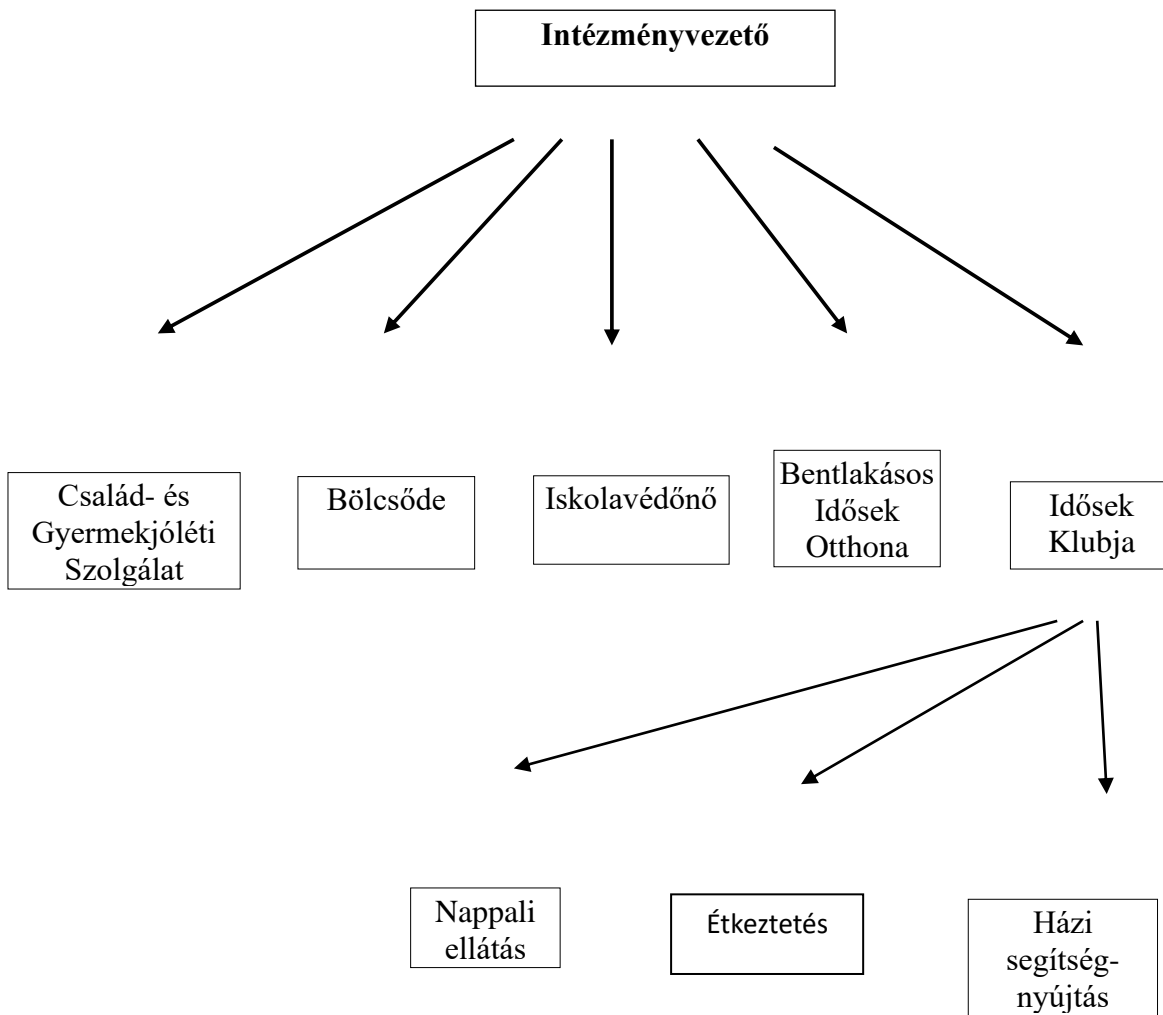 Intézményvezető
Család- és
Gyermekjóléti
Szolgálat
Bölcsőde
Iskolavédőnő
Bentlakásos
Idősek
Otthona
Idősek
Klubja
Nappali
ellátás
Étkeztetés
Házi
segítség-
nyújtás